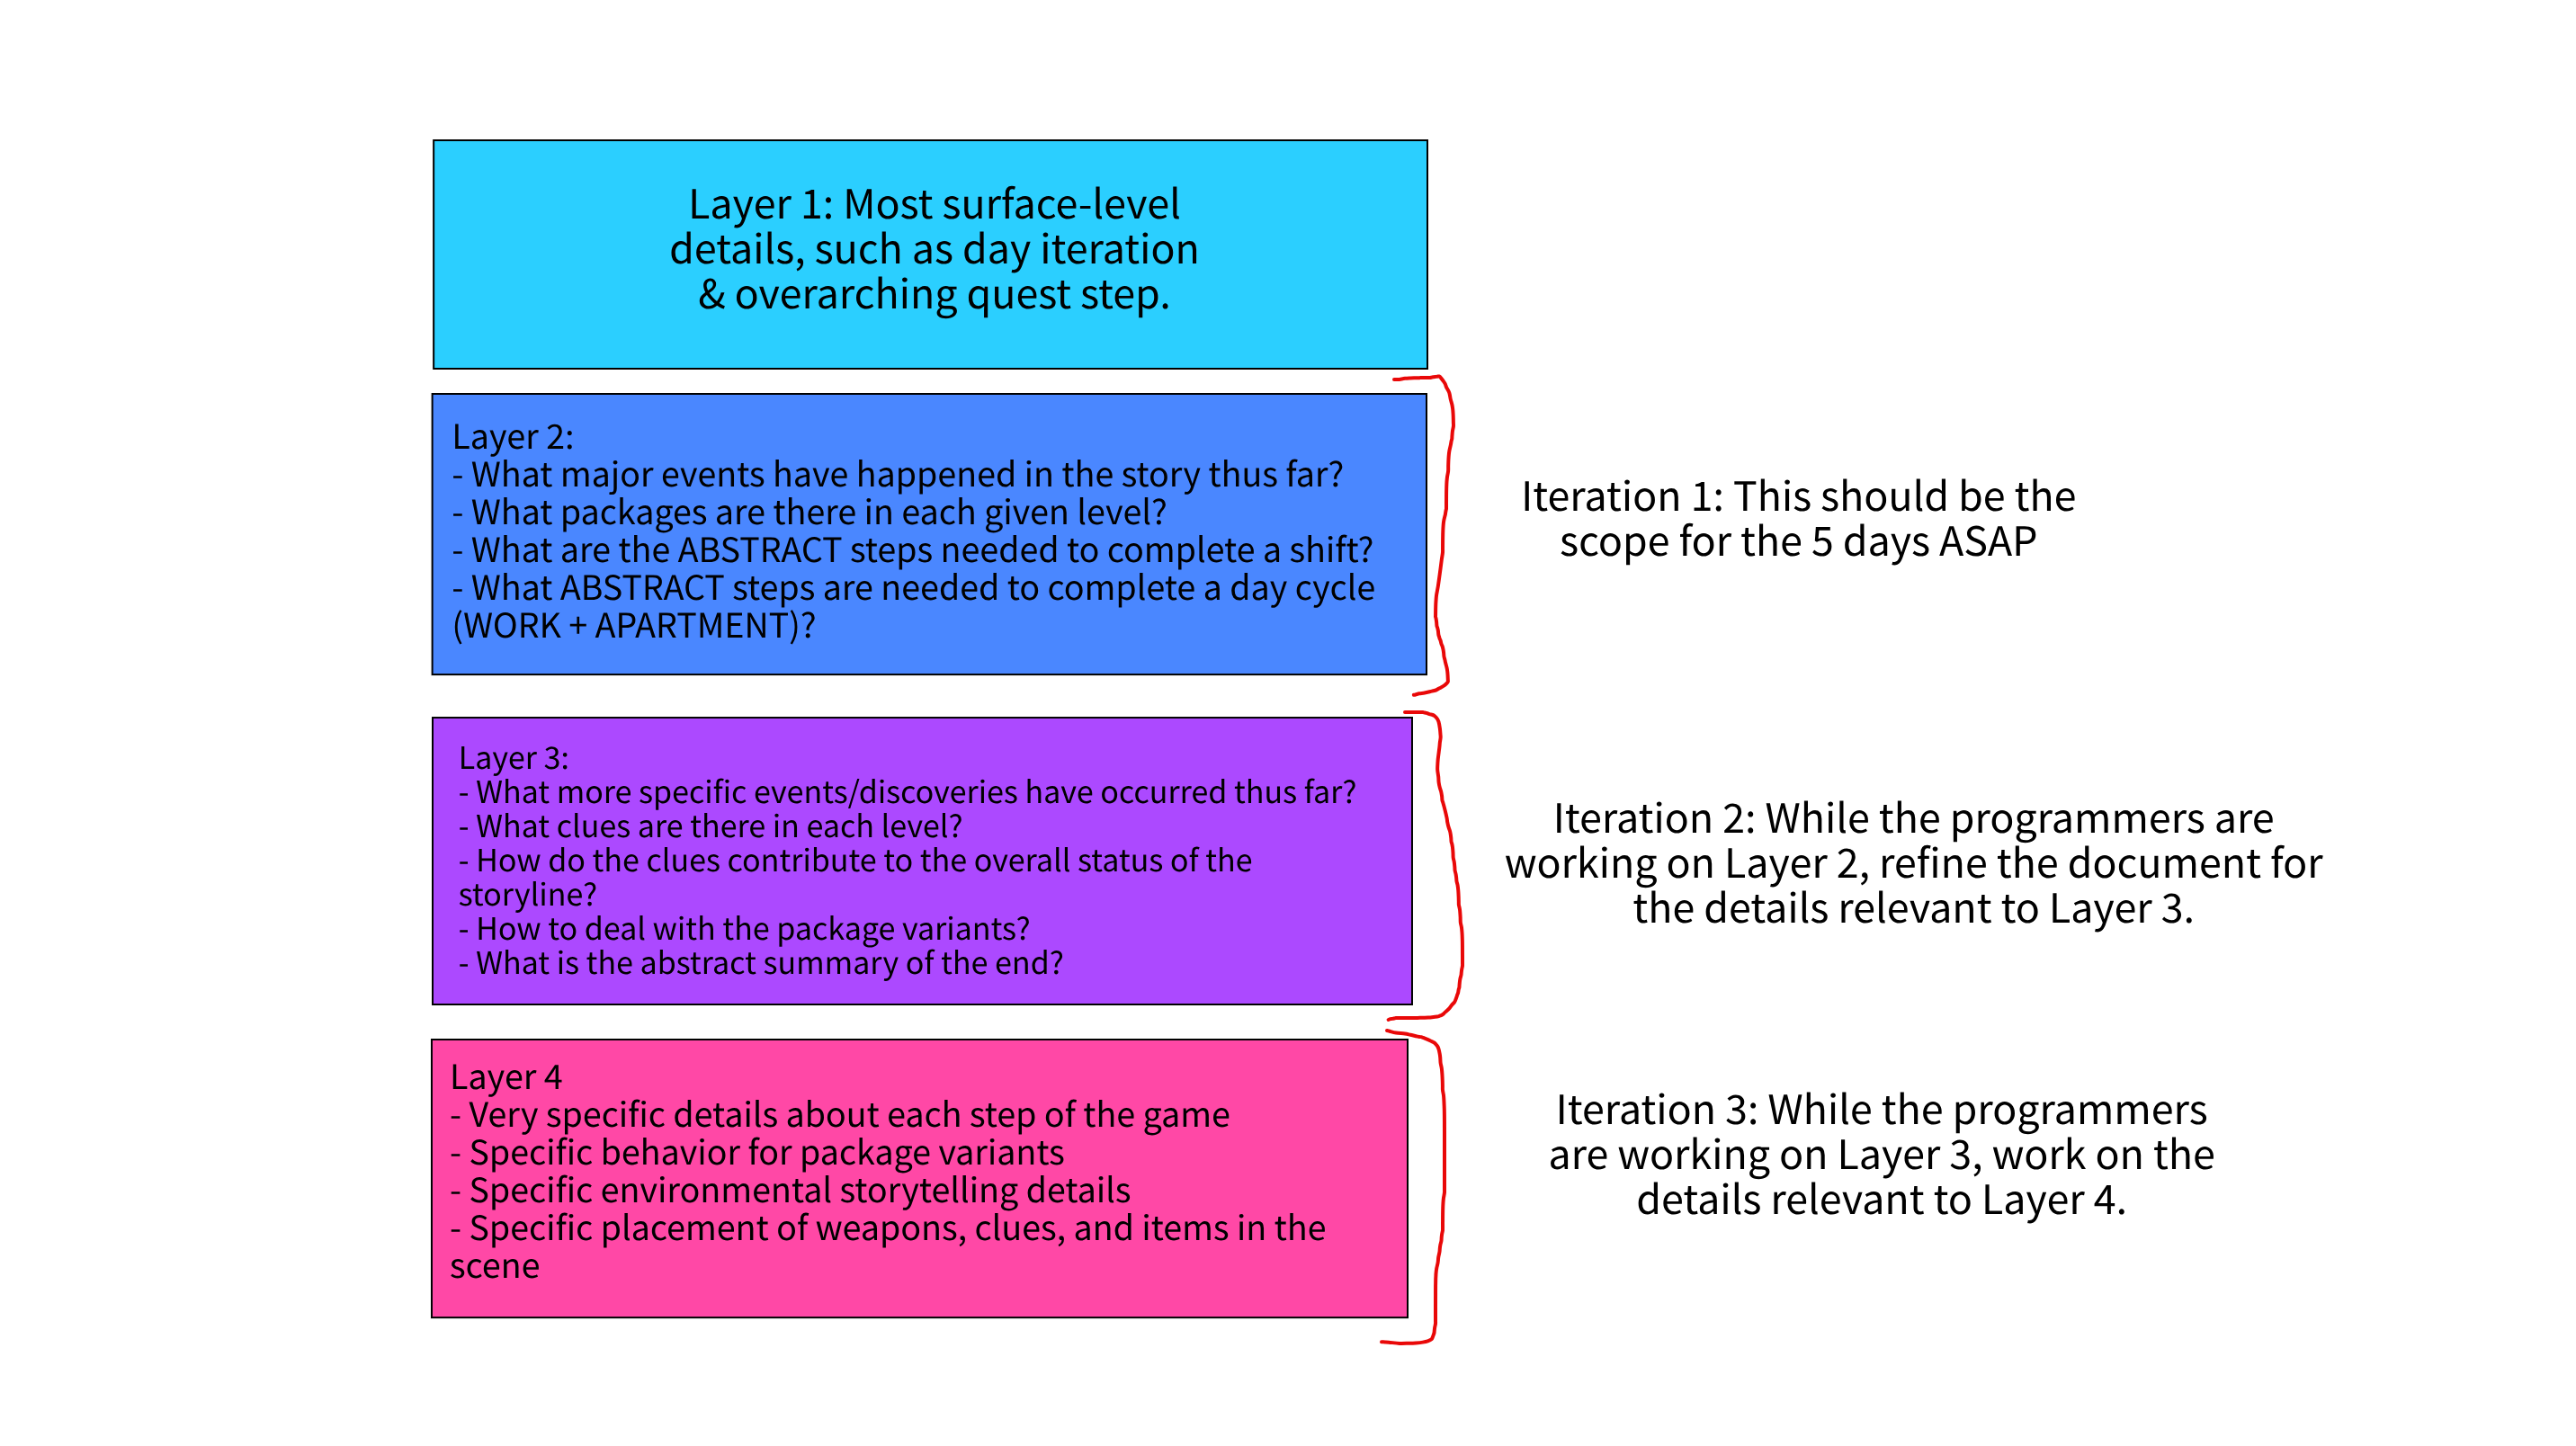 Layer 1: Most surface-level
details, such as day iteration
& overarching quest step.
Layer 2:
- What major events have happened in the story thus far?
- What packages are there in each given level?
- What are the ABSTRACT steps needed to complete a shift?
- What ABSTRACT steps are needed to complete a day cycle
(WORK + APARTMENT)?
Iteration 1: This should be the
scope for the 5 days ASAP
Layer 3:
- What more specific events/discoveries have occurred thus far?
- What clues are there in each level?
- How do the clues contribute to the overall status of the
storyline?
- How to deal with the package variants?
- What is the abstract summary of the end?
Iteration 2: While the programmers are
working on Layer 2, refine the document for
the details relevant to Layer 3.
Layer 4
- Very specific details about each step of the game
- Specific behavior for package variants
- Specific environmental storytelling details
- Specific placement of weapons, clues, and items in the
scene
Iteration 3: While the programmers
are working on Layer 3, work on the
details relevant to Layer 4.